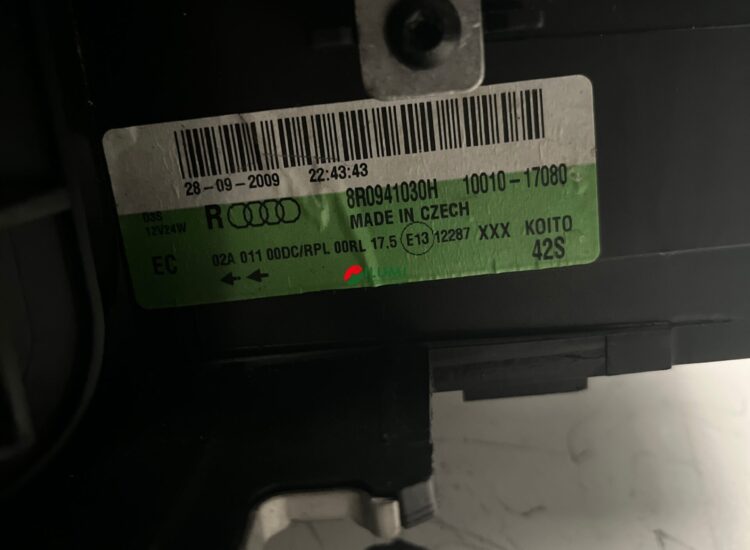 28-09-2009 22:43:43
8R0941030H 10010-17080
D3S
12V24W
R
MADE IN CZECH
EC
02A 011 00DC/RPL 00RL 17.5 E13 12287 XXX KOITO
42S
LUMI